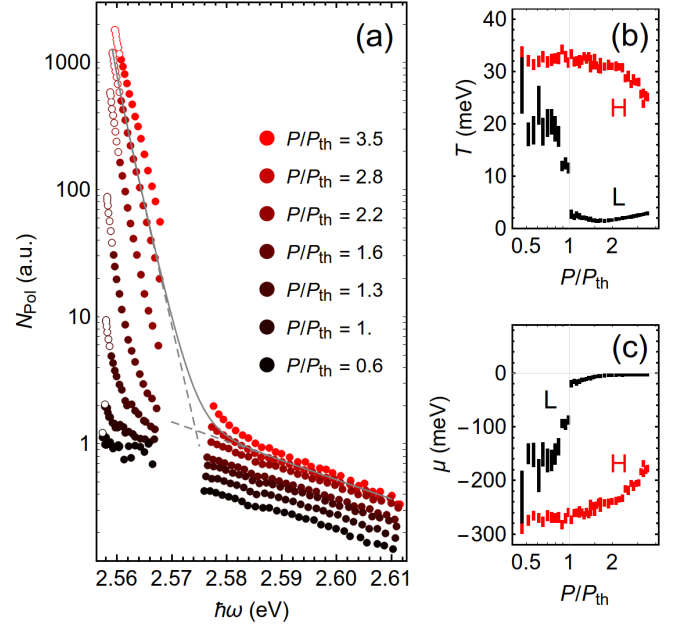 (a)
1000
100
10
1
N_Pol (a.u.)
P/P_th = 3.5
P/P_th = 2.8
P/P_th = 2.2
P/P_th = 1.6
P/P_th = 1.3
P/P_th = 1.
P/P_th = 0.6
2.56 2.57 2.58 2.59 2.60 2.61
ħω (eV)
(b)
40
30
20
10
0
T (meV)
H
L
0.5 1 2
P/P_th
(c)
0
−100
−200
−300
μ (meV)
L
H
0.5 1 2
P/P_th